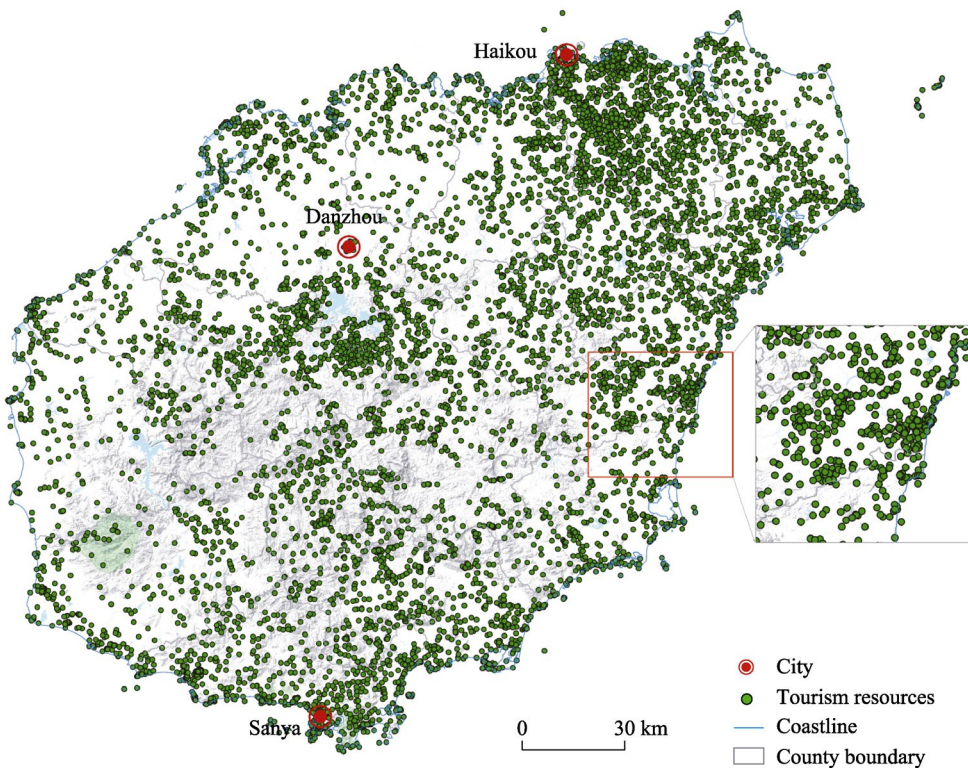 Haikou
Danzhou
Sanya
0 30 km
City
Tourism resources
Coastline
County boundary